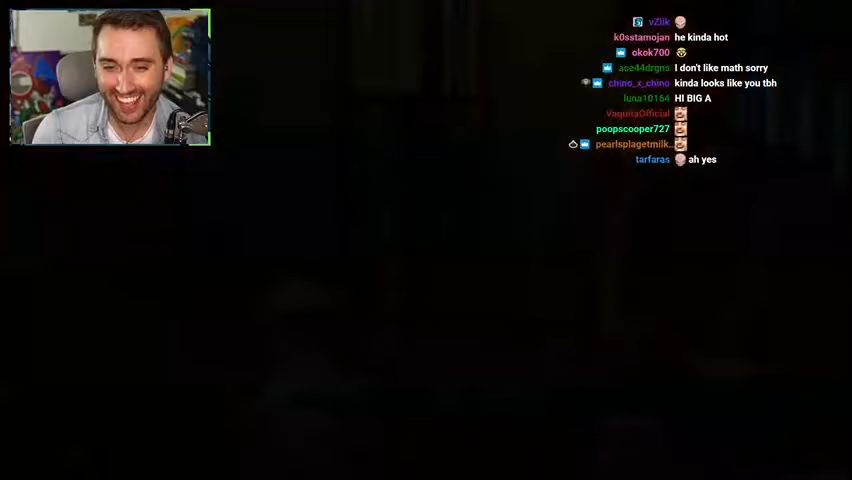 vZilk
k0sstamojan he kinda hot
okok700
ace44drgns I don't like math sorry
chino_x_chino kinda looks like you tbh
luna10164 HI BIG A
VaquitaOfficial
poopscooper727
pearlsplagetmilk...
tarfaras ah yes